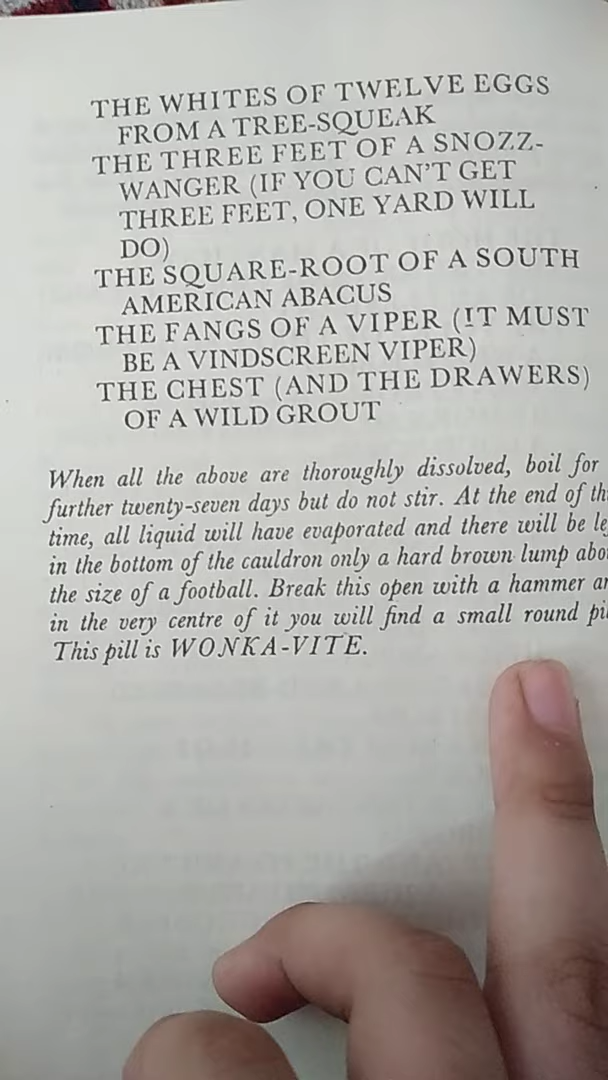 THE WHITES OF TWELVE EGGS
FROM A TREE-SQUEAK
THE THREE FEET OF A SNOZZ-
WANGER (IF YOU CAN'T GET
THREE FEET, ONE YARD WILL
DO)
THE SQUARE-ROOT OF A SOUTH
AMERICAN ABACUS
THE FANGS OF A VIPER (IT MUST
BE A VINDSCREEN VIPER)
THE CHEST (AND THE DRAWERS)
OF A WILD GROUT
When all the above are thoroughly dissolved, boil for
further twenty-seven days but do not stir. At the end of
time, all liquid will have evaporated and there will be
in the bottom of the cauldron only a hard brown lump
the size of a football. Break this open with a hammer
in the very centre of it you will find a small round
This pill is WONKA-VITE.